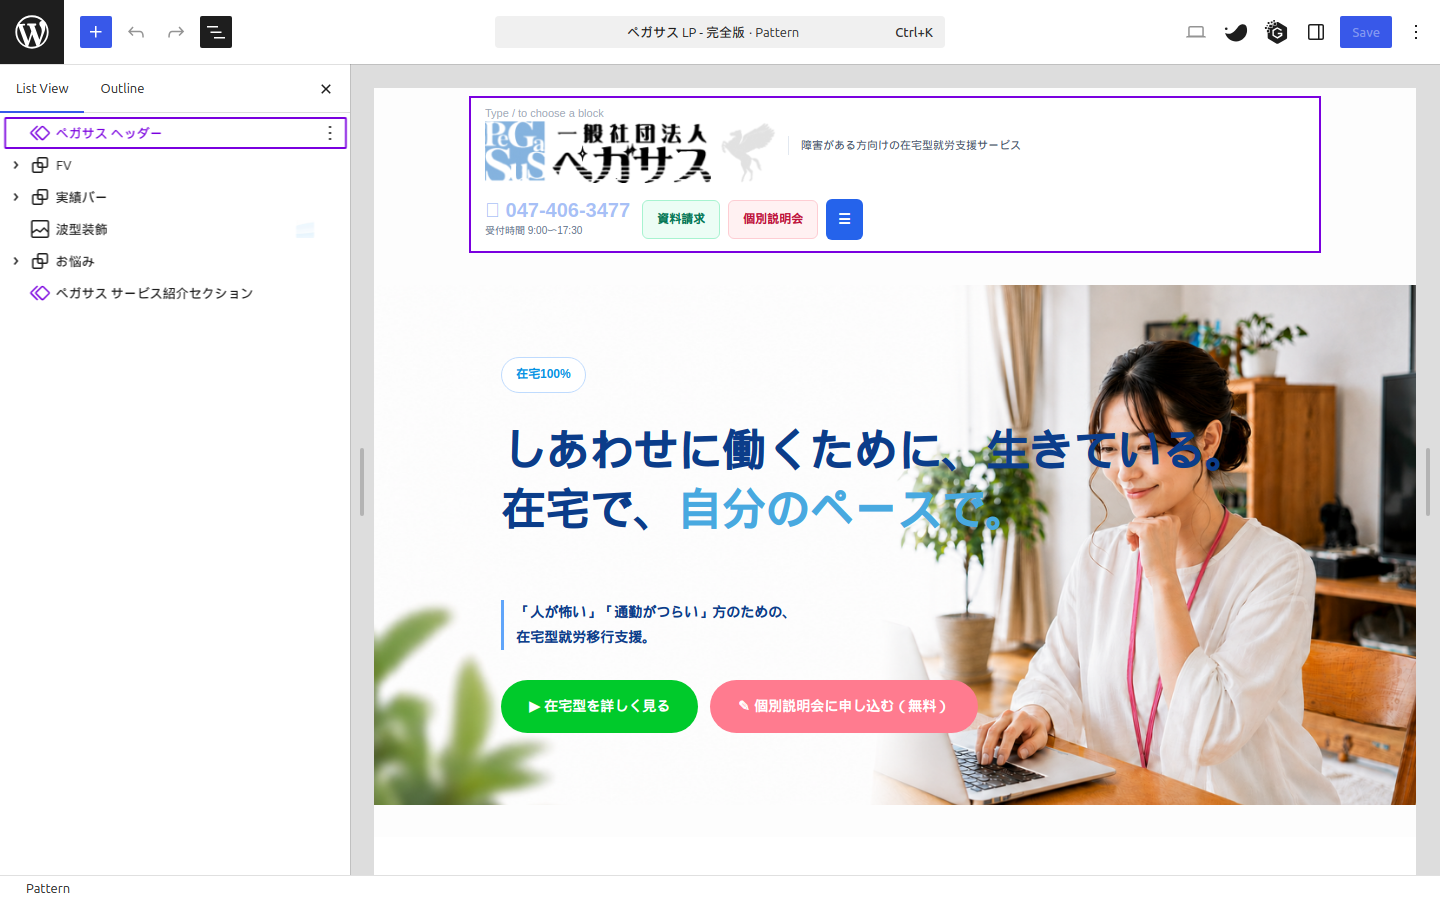 ペガサス LP - 完全版 · Pattern
Ctrl+K
Save
List View
Outline
ペガサス ヘッダー
FV
実績バー
波型装飾
お悩み
ペガサス サービス紹介セクション
Type / to choose a block
PeGaSuS
一般社団法人
ペガサス
障害がある方向けの在宅型就労支援サービス
047-406-3477
受付時間 9:00〜17:30
資料請求
個別説明会
在宅100%
しあわせに働くために、生きている。
在宅で、自分のペースで。
「人が怖い」「通勤がつらい」方のための、
在宅型就労移行支援。
▶ 在宅型を詳しく見る
✎ 個別説明会に申し込む（無料）
Pattern